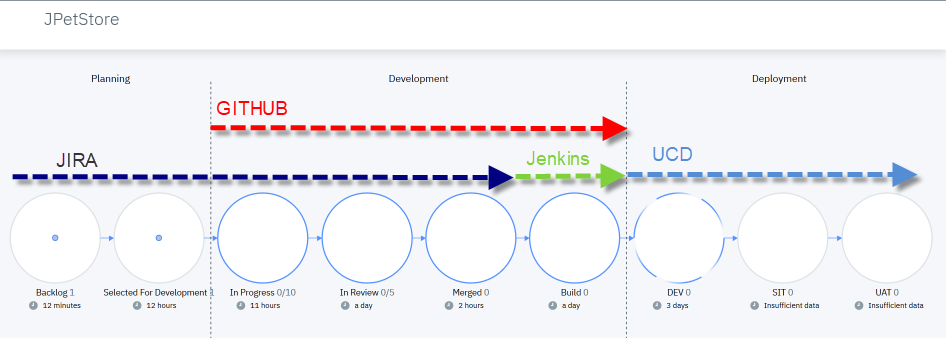 JPetStore
Planning
Development
Deployment
GITHUB
JIRA
Jenkins
UCD
Backlog 1
12 minutes
Selected For Development 1
12 hours
In Progress 0/10
11 hours
In Review 0/5
a day
Merged 0
2 hours
Build 0
a day
DEV 0
3 days
SIT 0
Insufficient data
UAT 0
Insufficient data